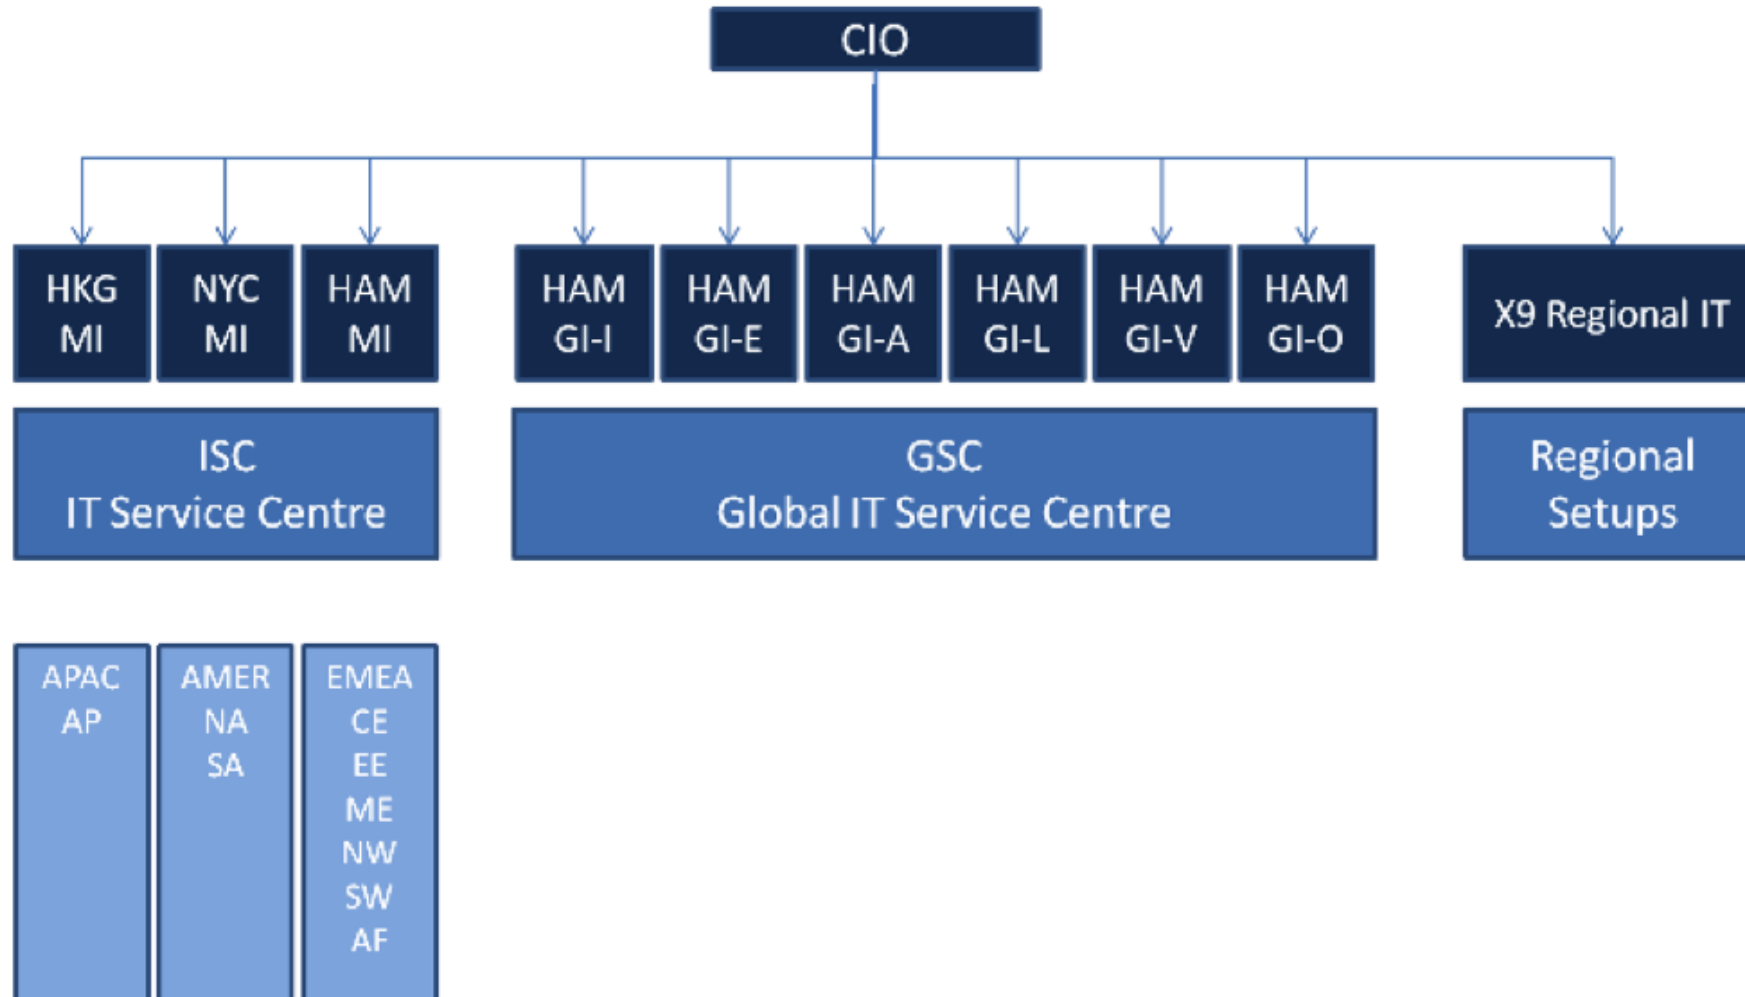 CIO
HKG
MI
NYC
MI
HAM
MI
HAM
GI-I
HAM
GI-E
HAM
GI-A
HAM
GI-L
HAM
GI-V
HAM
GI-O
X9 Regional IT
ISC
IT Service Centre
GSC
Global IT Service Centre
Regional
Setups
APAC
AP
AMER
NA
SA
EMEA
CE
EE
ME
NW
SW
AF